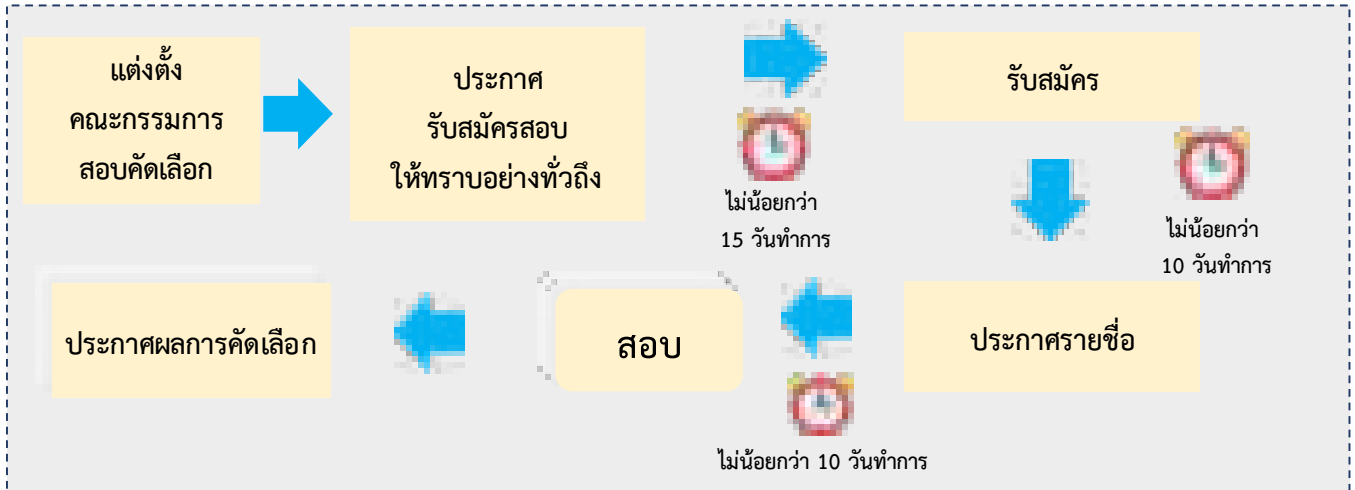 แต่งตั้ง
คณะกรรมการ
สอบคัดเลือก
ประกาศ
รับสมัครสอบ
ให้ทราบอย่างทั่วถึง
ไม่น้อยกว่า
15 วันทำการ
รับสมัคร
ไม่น้อยกว่า
10 วันทำการ
ประกาศรายชื่อ
ไม่น้อยกว่า 10 วันทำการ
สอบ
ประกาศผลการคัดเลือก